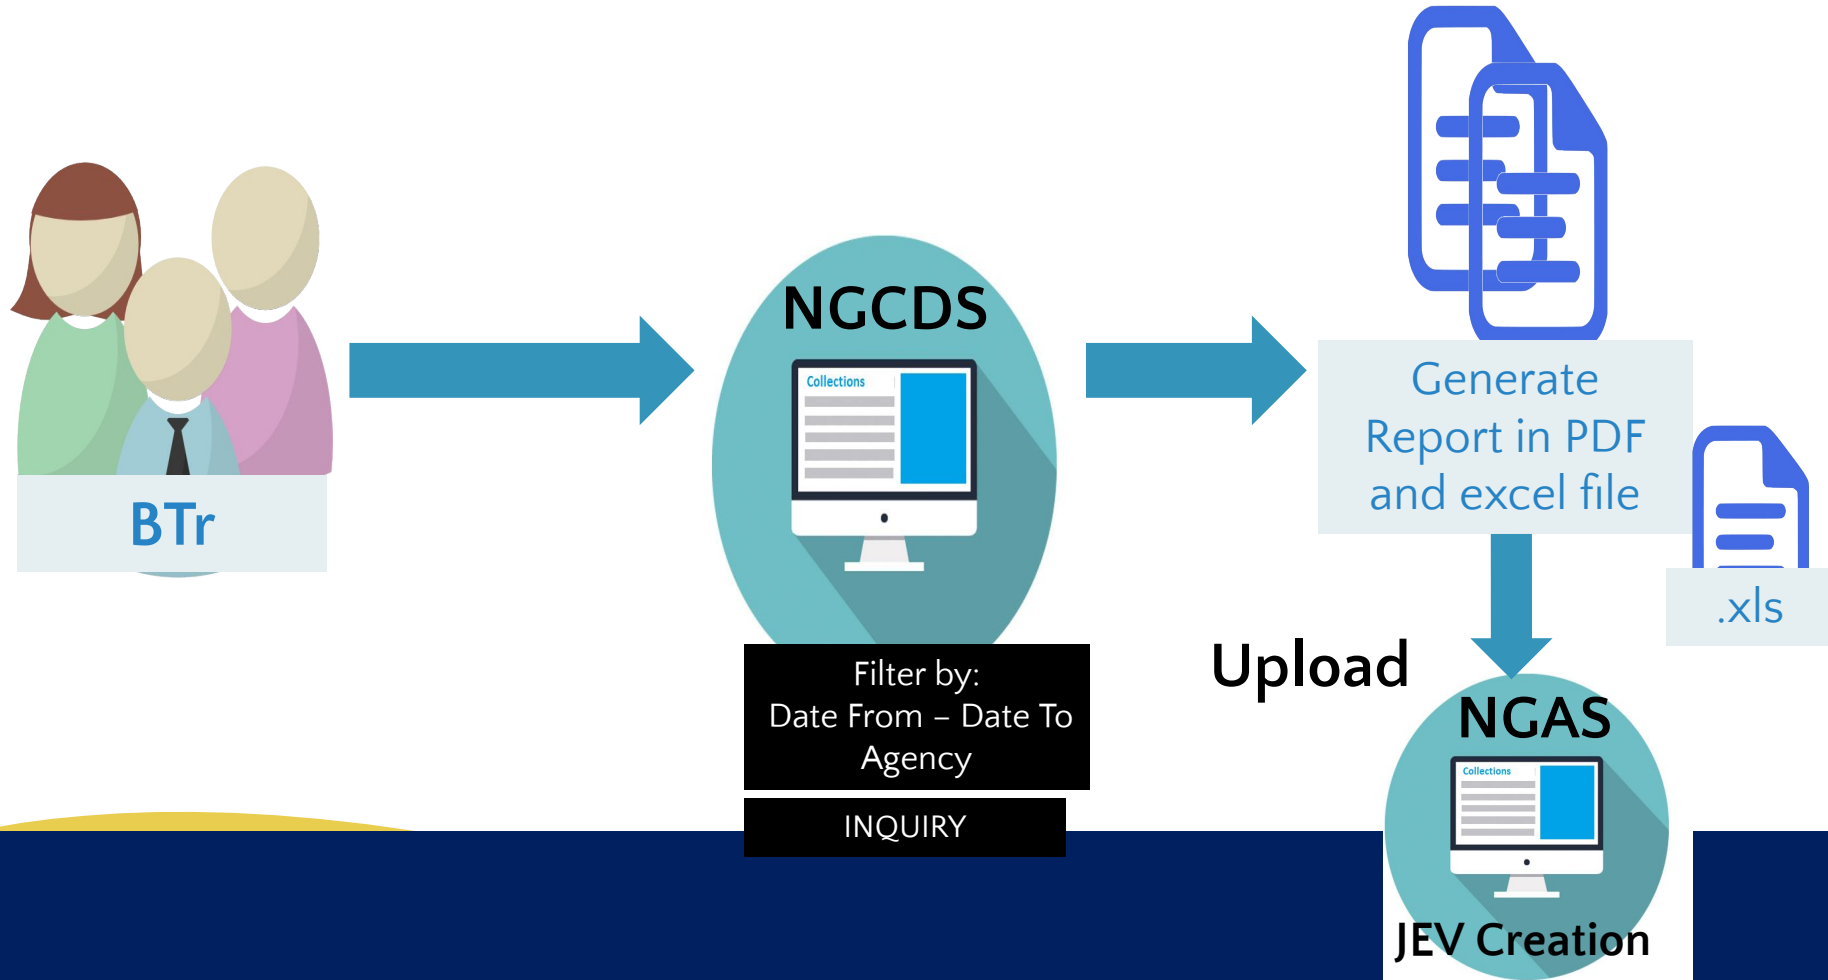 BTr
NGCDS
Collections
Filter by:
Date From – Date To
Agency
INQUIRY
Generate
Report in PDF
and excel file
.xls
Upload
NGAS
Collections
JEV Creation